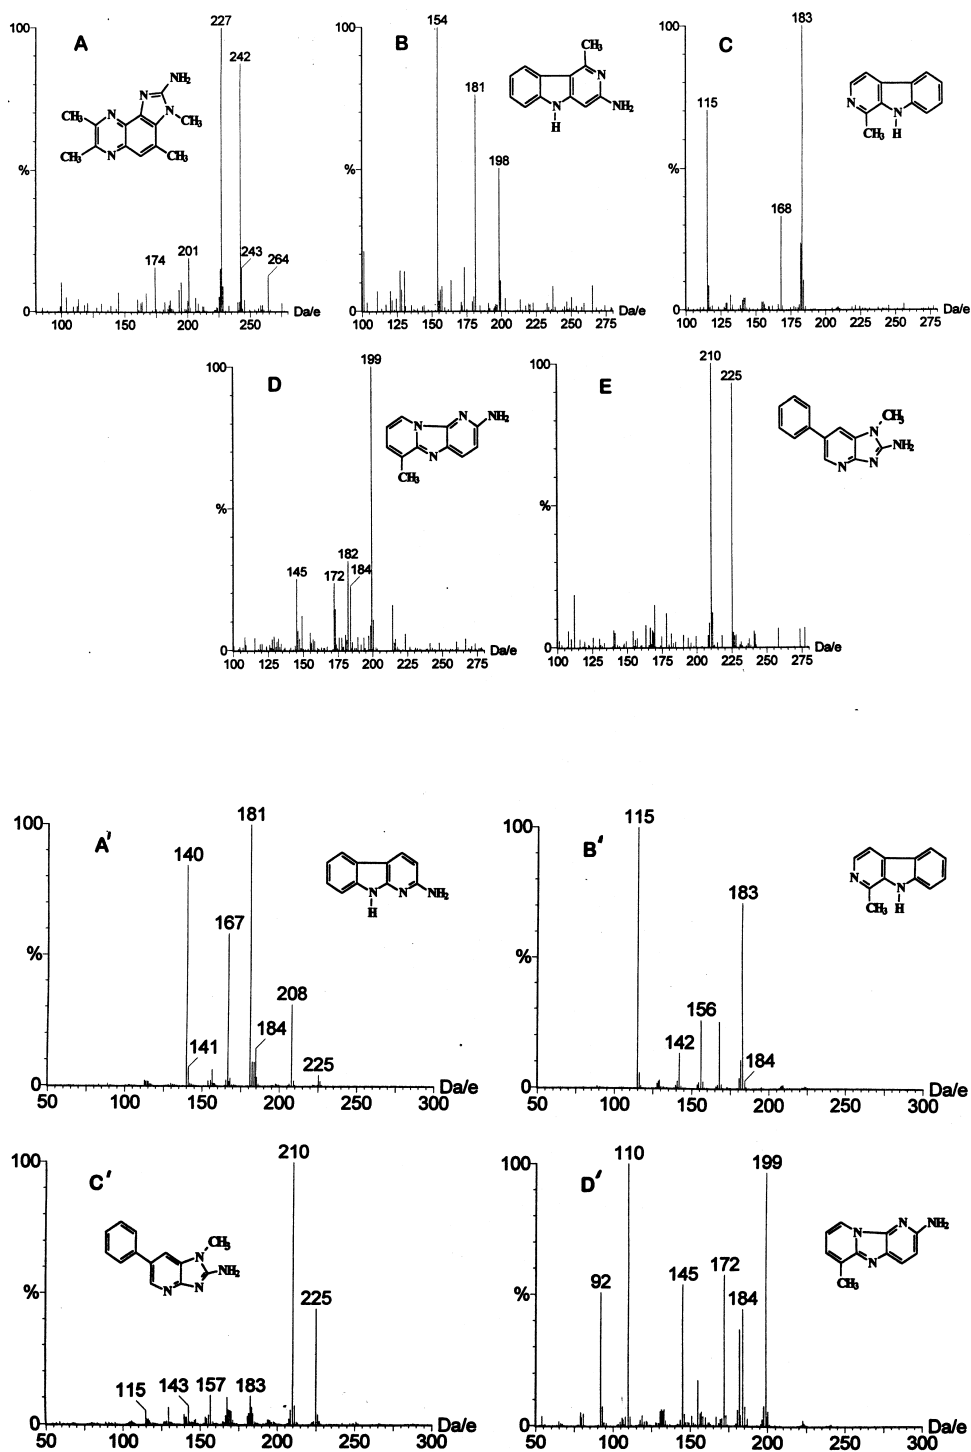 A
100
%
0
227
242
243
264
201
174
100 150 200 250 Da/e
NH₂
N
N CH₃
CH₃ N
CH₃ N CH₃
B
100
%
0
154
181
198
100 125 150 175 200 225 250 275 Da/e
CH₃
N
NH₂
N
H
C
100
%
0
183
115
168
100 125 150 175 200 225 250 275 Da/e
N
N
CH₃ H
D
100
%
0
199
182
184
172
145
100 125 150 175 200 225 250 275 Da/e
N N NH₂
N
CH₃
E
100
%
0
210
225
100 125 150 175 200 225 250 275 Da/e
CH₃
N
NH₂
N N
A'
100
%
0
181
140
167
208
184
141
225
50 100 150 200 250 300 Da/e
N N NH₂
H
B'
100
%
0
115
183
156
142
184
50 100 150 200 250 300 Da/e
N
N
CH₃ H
C'
100
%
0
210
225
115 143 157 183
50 100 150 200 250 300 Da/e
CH₃
N
NH₂
N N
D'
100
%
0
110
199
172
145
92
184
50 100 150 200 250 300 Da/e
N N NH₂
N
CH₃